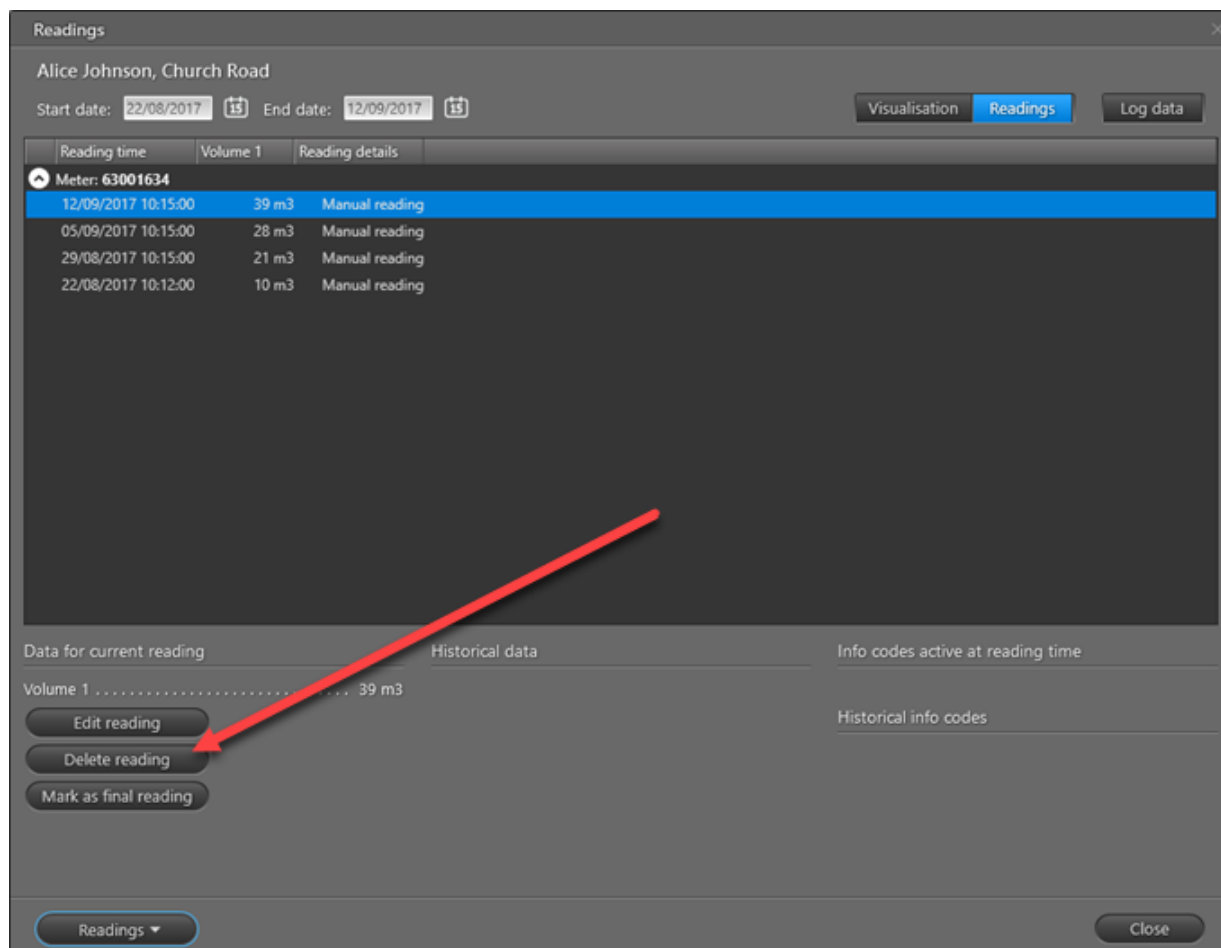 Readings
Alice Johnson, Church Road
Start date: 22/08/2017 15 End date: 12/09/2017 15 Visualisation Readings Log data
Reading time Volume 1 Reading details
Meter: 63001634
12/09/2017 10:15:00 39 m3 Manual reading
05/09/2017 10:15:00 28 m3 Manual reading
29/08/2017 10:15:00 21 m3 Manual reading
22/08/2017 10:12:00 10 m3 Manual reading
Data for current reading Historical data Info codes active at reading time
Volume 1 . . . . . . . . . . . . . . . . . . . . . . . . . . . . . . 39 m3
Edit reading Historical info codes
Delete reading
Mark as final reading
Readings Close